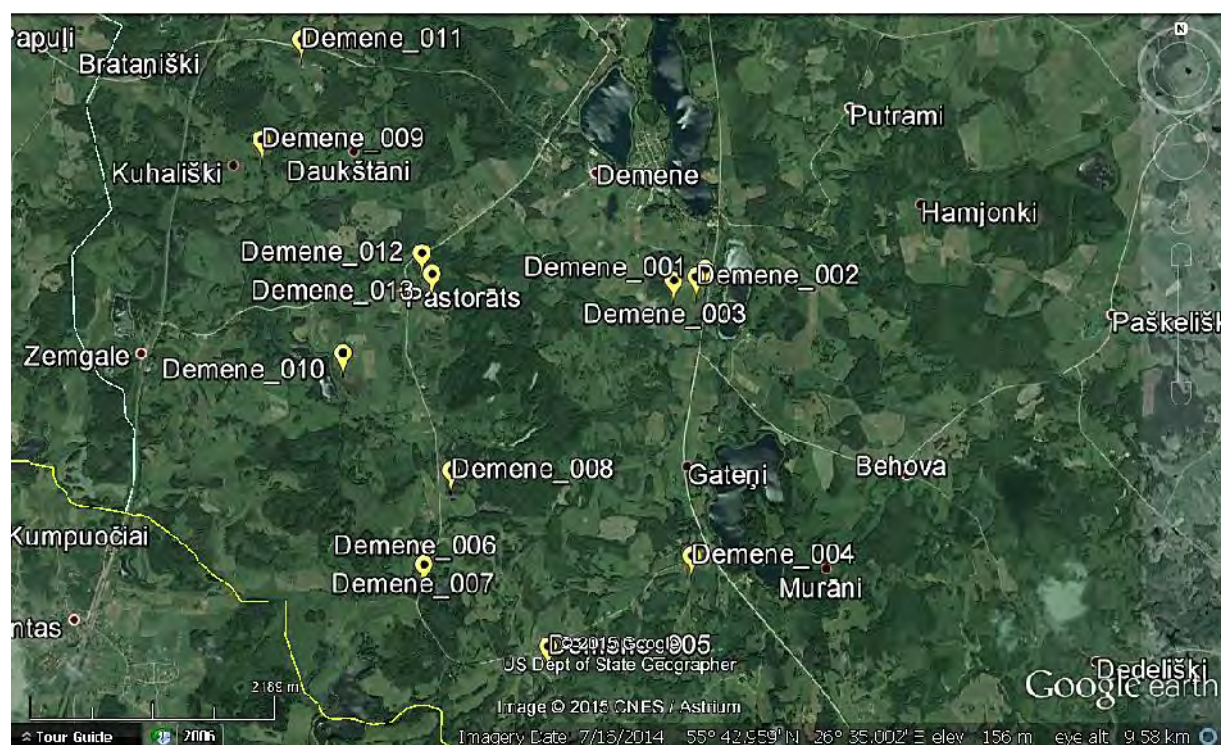 Papuļi
Demene_011
Brataņiški
Putrami
Demene_009
Kuhališki
Daukštāni
Demene
Hamjonki
Demene_012
Demene_001
Demene_002
Demene_013
Pastorāts
Demene_003
Paškelišk
Zemgale
Demene_010
Demene_008
Gateņi
Behova
Kumpuočiai
Demene_006
Demene_004
Demene_007
Murāni
ntas
Demene_005
© 2015 Google
US Dept of State Geographer
Dedelišķi
Google earth
2189 m
Image © 2015 CNES / Astrium
Tour Guide 2006 Imagery Date 7/15/2014 55° 42.959' N 26° 35.002' E elev 156 m eye alt 9.58 km
N